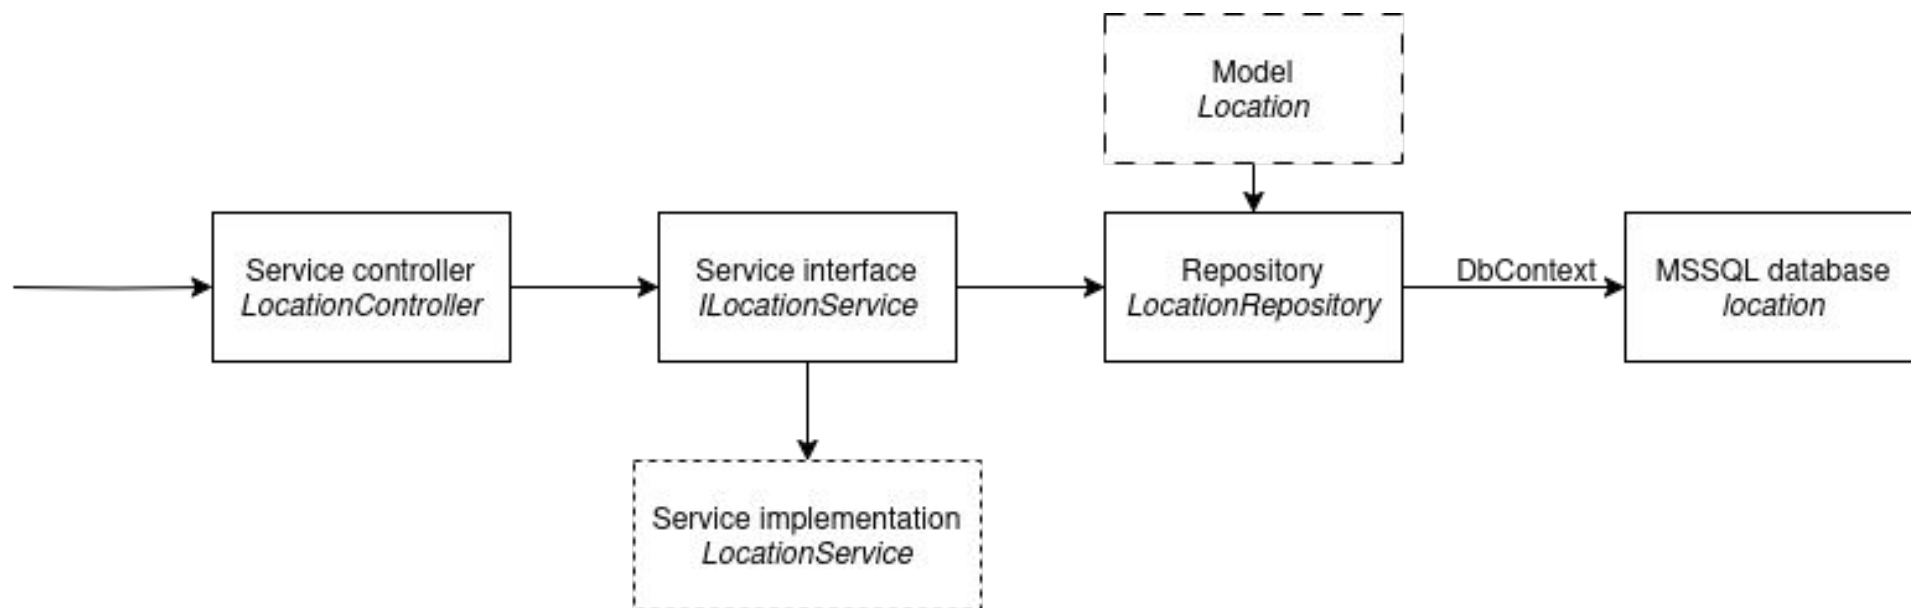 Model
Location
Service controller
LocationController
Service interface
ILocationService
Repository
LocationRepository
DbContext
MSSQL database
location
Service implementation
LocationService